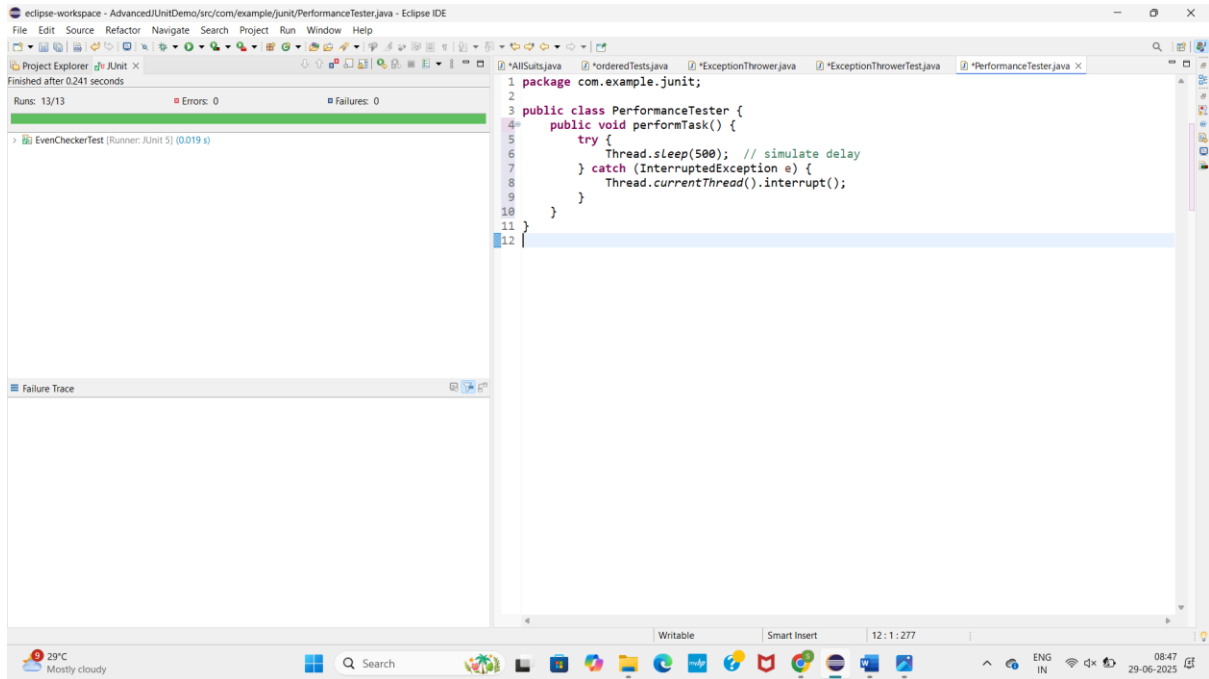 eclipse-workspace - AdvancedJUnitDemo/src/com/example/junit/PerformanceTester.java - Eclipse IDE
File Edit Source Refactor Navigate Search Project Run Window Help
Project Explorer JUnit
Finished after 0.241 seconds
Runs: 13/13 Errors: 0 Failures: 0
EvenCheckerTest [Runner: JUnit 5] (0.019 s)
Failure Trace
*AllSuits.java *orderedTests.java *ExceptionThrower.java *ExceptionThrowerTest.java *PerformanceTester.java
1 package com.example.junit;
2
3 public class PerformanceTester {
4 public void performTask() {
5 try {
6 Thread.sleep(500); // simulate delay
7 } catch (InterruptedException e) {
8 Thread.currentThread().interrupt();
9 }
10 }
11 }
12
Writable Smart Insert 12 : 1 : 277
9 29°C
Mostly cloudy
Search
ENG
IN
08:47
29-06-2025